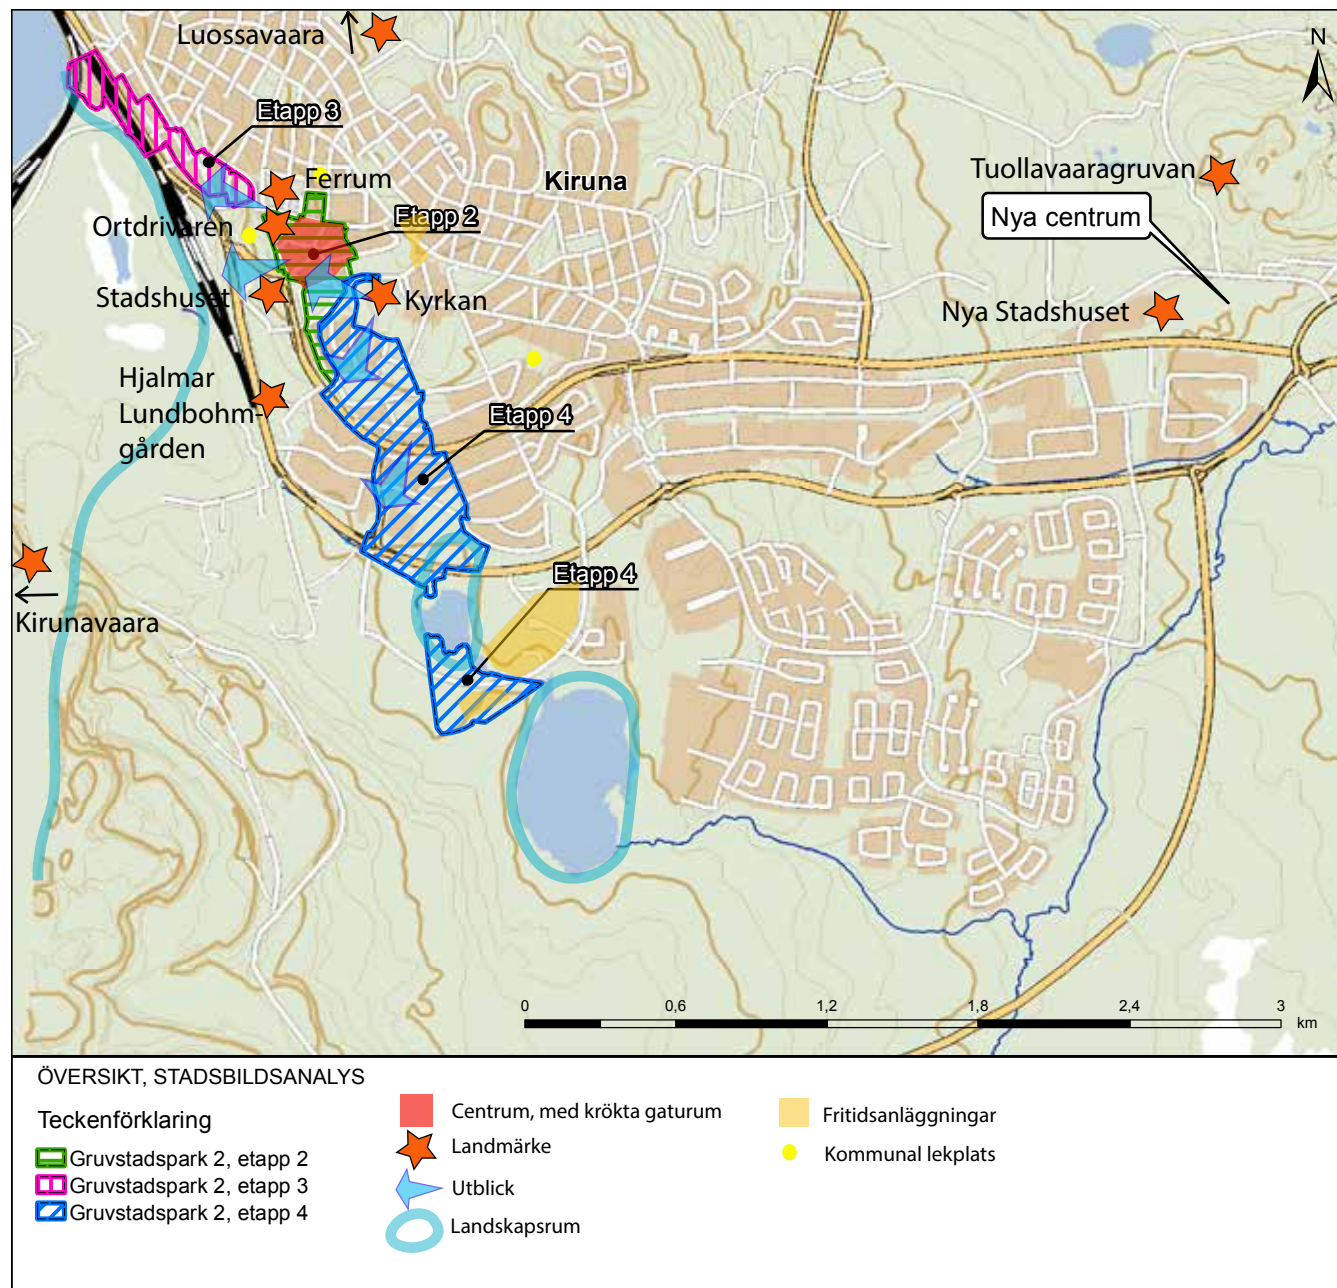 Luossavaara
N
Etapp 3
Tuollavaaragruvan
Ferrum
Kiruna
Nya centrum
Etapp 2
Ortdrivaren
Stadshuset
Kyrkan
Nya Stadshuset
Hjalmar
Lundbohm-
gården
Etapp 4
Etapp 4
Kirunavaara
0 0,6 1,2 1,8 2,4 3
km
ÖVERSIKT, STADSBILDSANALYS
Teckenförklaring
Gruvstadspark 2, etapp 2
Gruvstadspark 2, etapp 3
Gruvstadspark 2, etapp 4
Centrum, med krökta gaturum
Landmärke
Utblick
Landskapsrum
Fritidsanläggningar
Kommunal lekplats